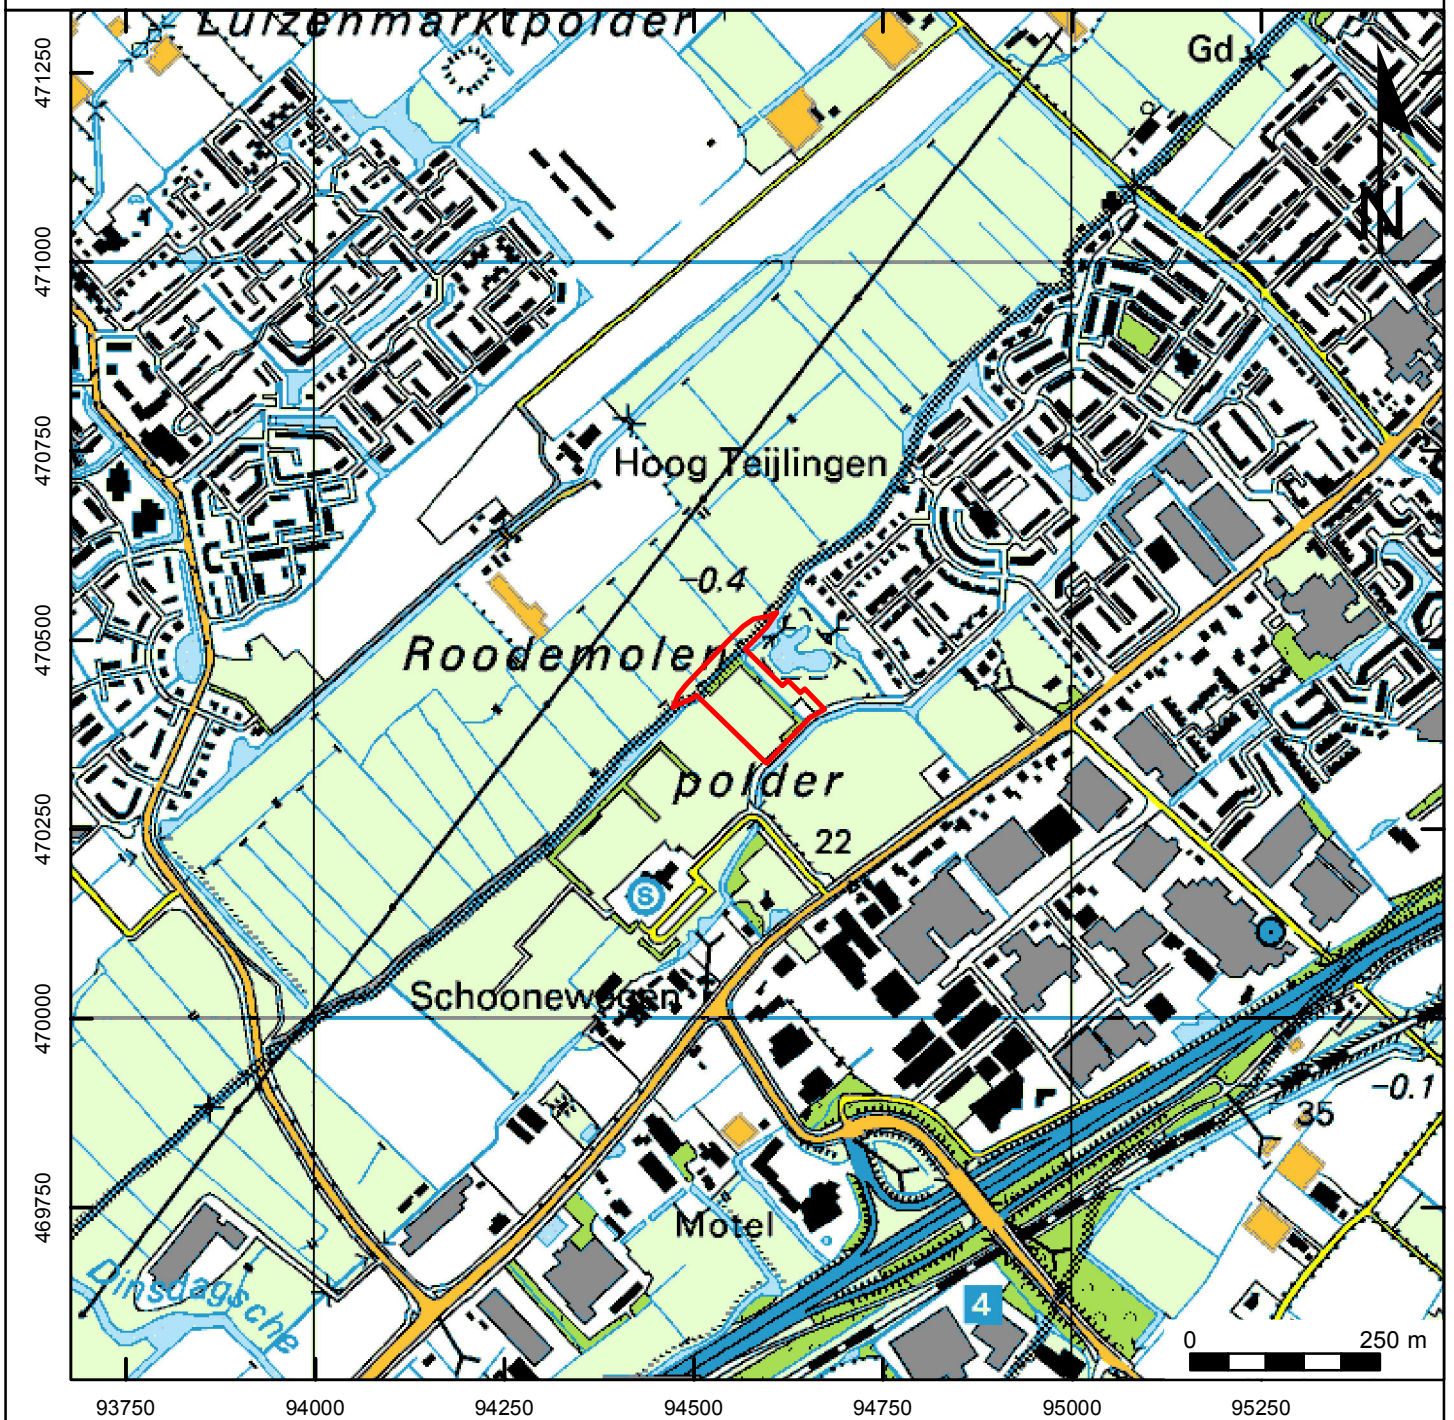 Luizenmarktpolder
Gd
N
471250
471000
470750
470500
470250
470000
469750
Hoog Teijlingen
−0.4
Roodemolen
polder
22
S
Schoonewegen
−0.1
35
Motel
Dinsdagsche
4
0 250 m
93750 94000 94250 94500 94750 95000 95250